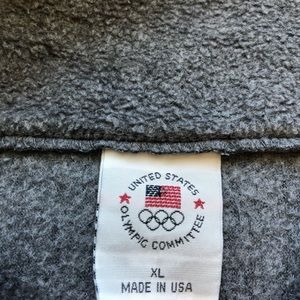 UNITED STATES
OLYMPIC COMMITTEE
XL
MADE IN USA